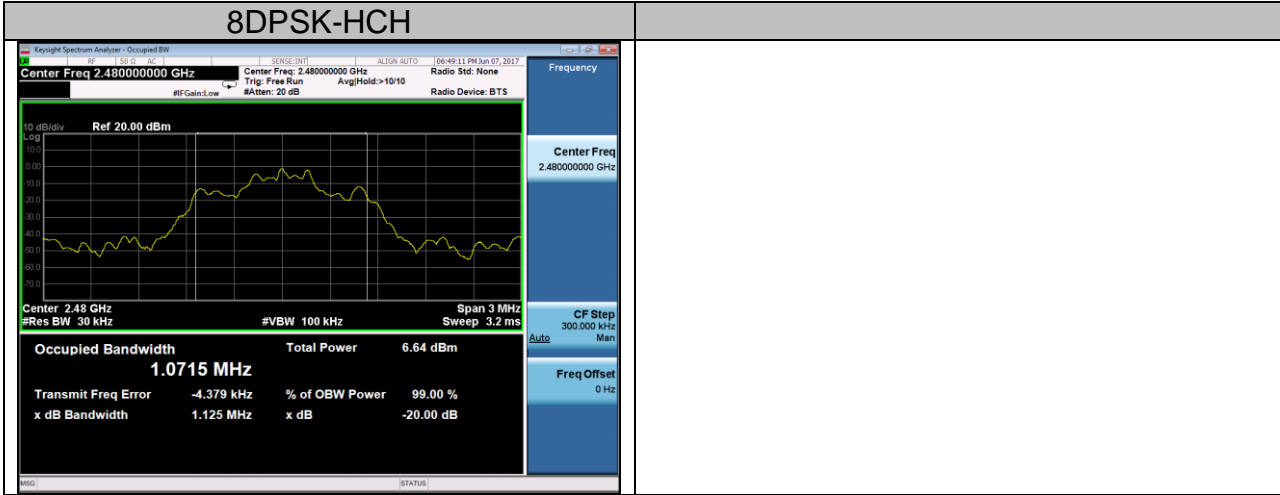 8DPSK-HCH
Keysight Spectrum Analyzer - Occupied BW
RF 50 Ω AC SENSE:INT ALIGN AUTO 06:49:11 PM Jun 07, 2017
Center Freq 2.480000000 GHz
Center Freq: 2.480000000 GHz Radio Std: None
Trig: Free Run Avg|Hold:>10/10
#IFGain:Low #Atten: 20 dB Radio Device: BTS
Frequency
10 dB/div Ref 20.00 dBm
Log
10.0
0.00
-10.0
-20.0
-30.0
-40.0
-50.0
-60.0
-70.0
Center 2.48 GHz Span 3 MHz
#Res BW 30 kHz #VBW 100 kHz Sweep 3.2 ms
Center Freq
2.480000000 GHz
CF Step
300.000 kHz
Auto Man
Freq Offset
0 Hz
Occupied Bandwidth Total Power 6.64 dBm
1.0715 MHz
Transmit Freq Error -4.379 kHz % of OBW Power 99.00 %
x dB Bandwidth 1.125 MHz x dB -20.00 dB
MSG STATUS